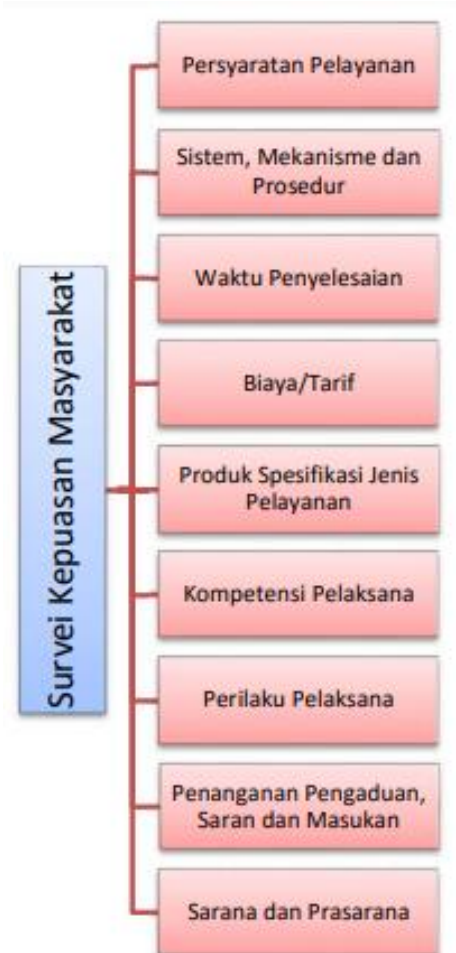 Survei Kepuasan Masyarakat
Persyaratan Pelayanan
Sistem, Mekanisme dan
Prosedur
Waktu Penyelesaian
Biaya/Tarif
Produk Spesifikasi Jenis
Pelayanan
Kompetensi Pelaksana
Perilaku Pelaksana
Penanganan Pengaduan,
Saran dan Masukan
Sarana dan Prasarana